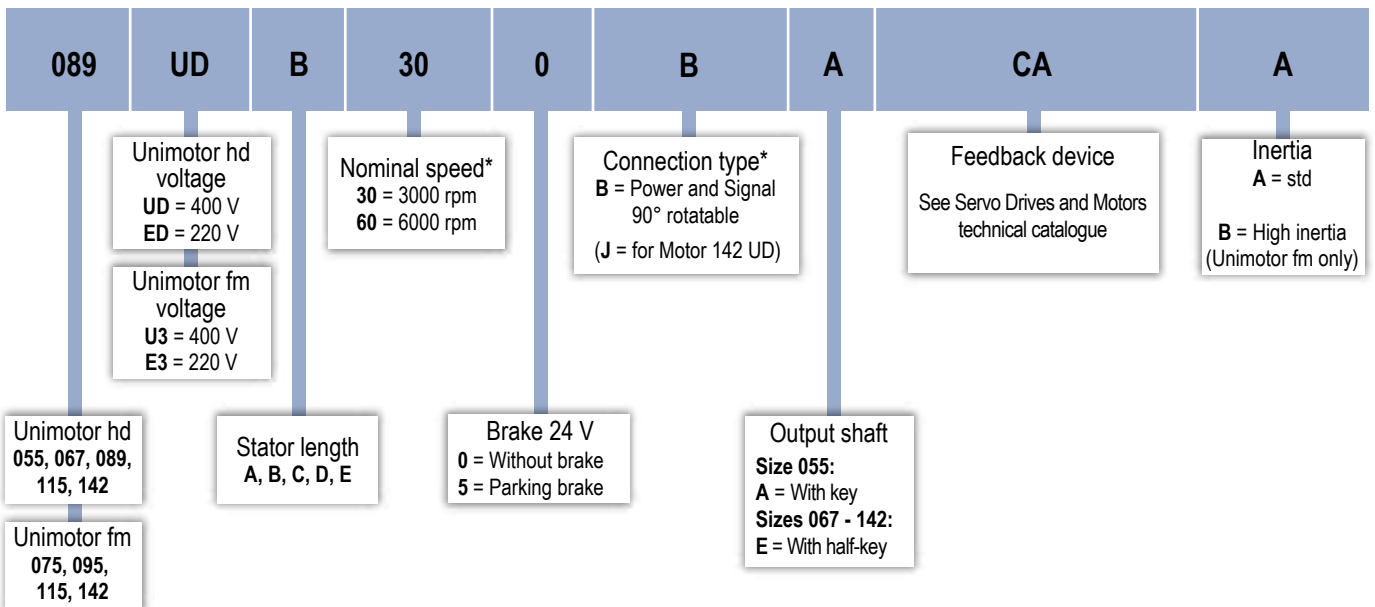 089 UD B 30 0 B A CA A
Unimotor hd
voltage
UD = 400 V
ED = 220 V
Unimotor fm
voltage
U3 = 400 V
E3 = 220 V
Nominal speed*
30 = 3000 rpm
60 = 6000 rpm
Connection type*
B = Power and Signal
90° rotatable
(J = for Motor 142 UD)
Feedback device
See Servo Drives and Motors
technical catalogue
Inertia
A = std
B = High inertia
(Unimotor fm only)
Unimotor hd
055, 067, 089,
115, 142
Unimotor fm
075, 095,
115, 142
Stator length
A, B, C, D, E
Brake 24 V
0 = Without brake
5 = Parking brake
Output shaft
Size 055:
A = With key
Sizes 067 - 142:
E = With half-key